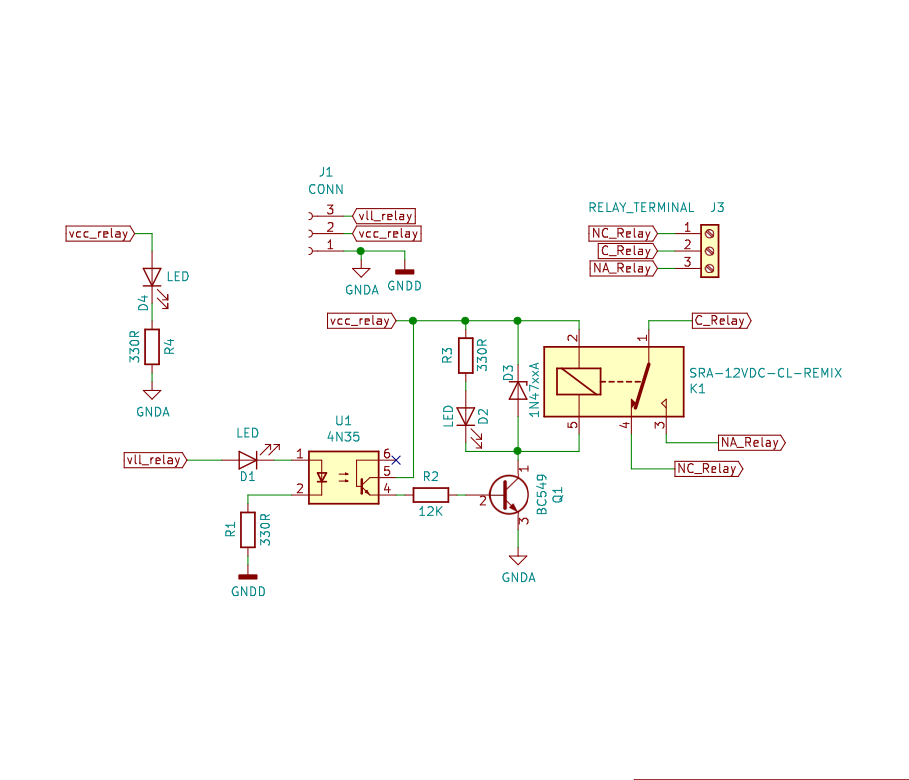 J1
CONN
3
vll_relay
2
vcc_relay
1
GNDA
GNDD
RELAY_TERMINAL
J3
NC_Relay
1
C_Relay
2
NA_Relay
3
vcc_relay
LED
D4
330R
R4
GNDA
vcc_relay
R3
330R
LED
D2
D3
1N47xxA
2
1
C_Relay
SRA-12VDC-CL-REMIX
K1
5
4
3
NA_Relay
NC_Relay
U1
4N35
LED
vll_relay
D1
1
2
6
5
4
R1
330R
GNDD
R2
12K
1
2
3
BC549
Q1
GNDA